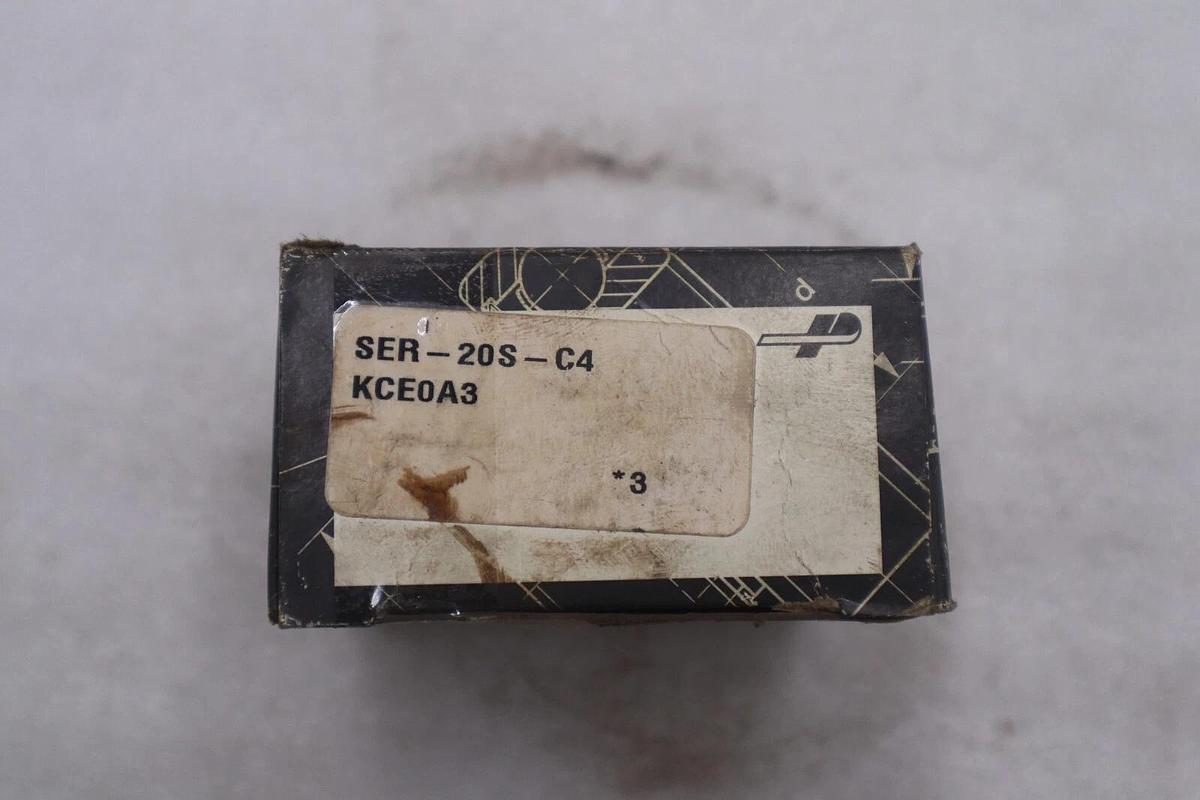 SER-20S-C4
KCE0A3
*3
d